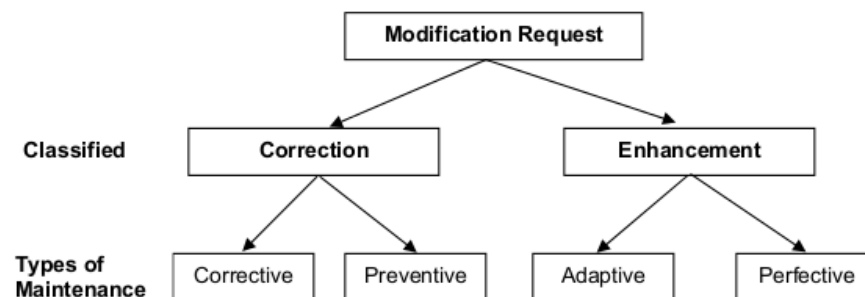 Modification Request
Classified
Correction
Enhancement
Types of
Maintenance
Corrective
Preventive
Adaptive
Perfective